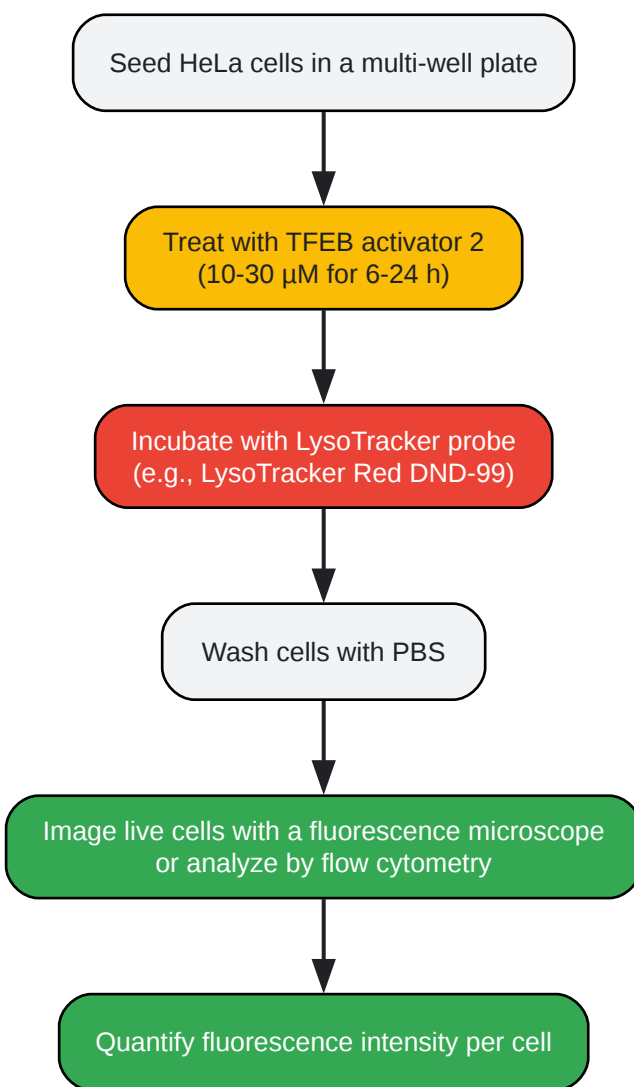 Seed HeLa cells in a multi-well plate
Treat with TFEB activator 2
(10-30 µM for 6-24 h)
Incubate with LysoTracker probe
(e.g., LysoTracker Red DND-99)
Wash cells with PBS
Image live cells with a fluorescence microscope
or analyze by flow cytometry
Quantify fluorescence intensity per cell